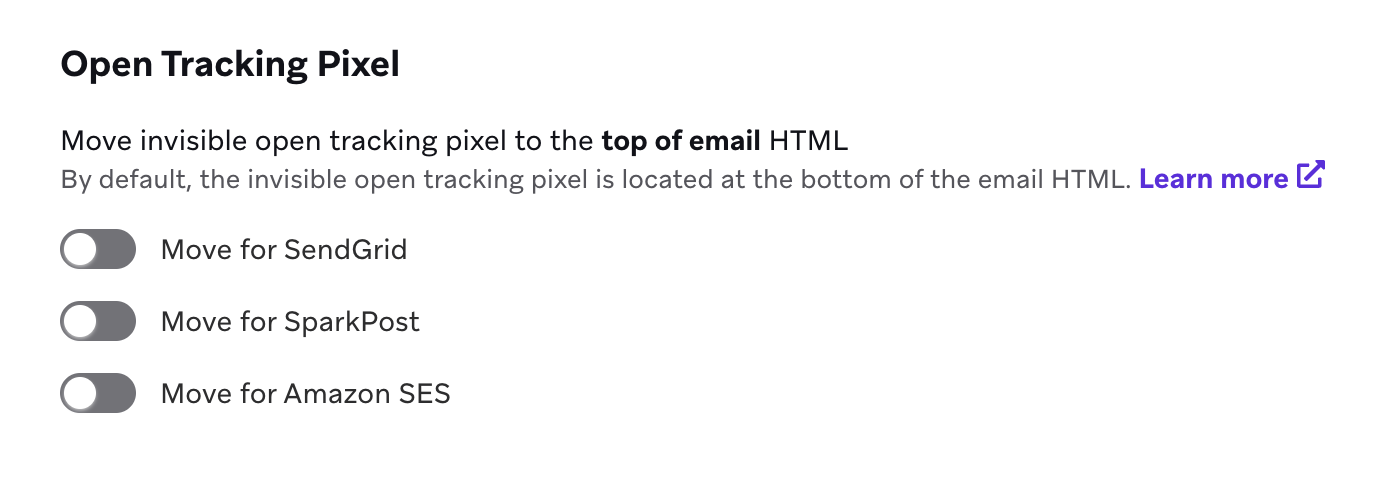 Open Tracking Pixel
Move invisible open tracking pixel to the top of email HTML
By default, the invisible open tracking pixel is located at the bottom of the email HTML. Learn more
Move for SendGrid
Move for SparkPost
Move for Amazon SES